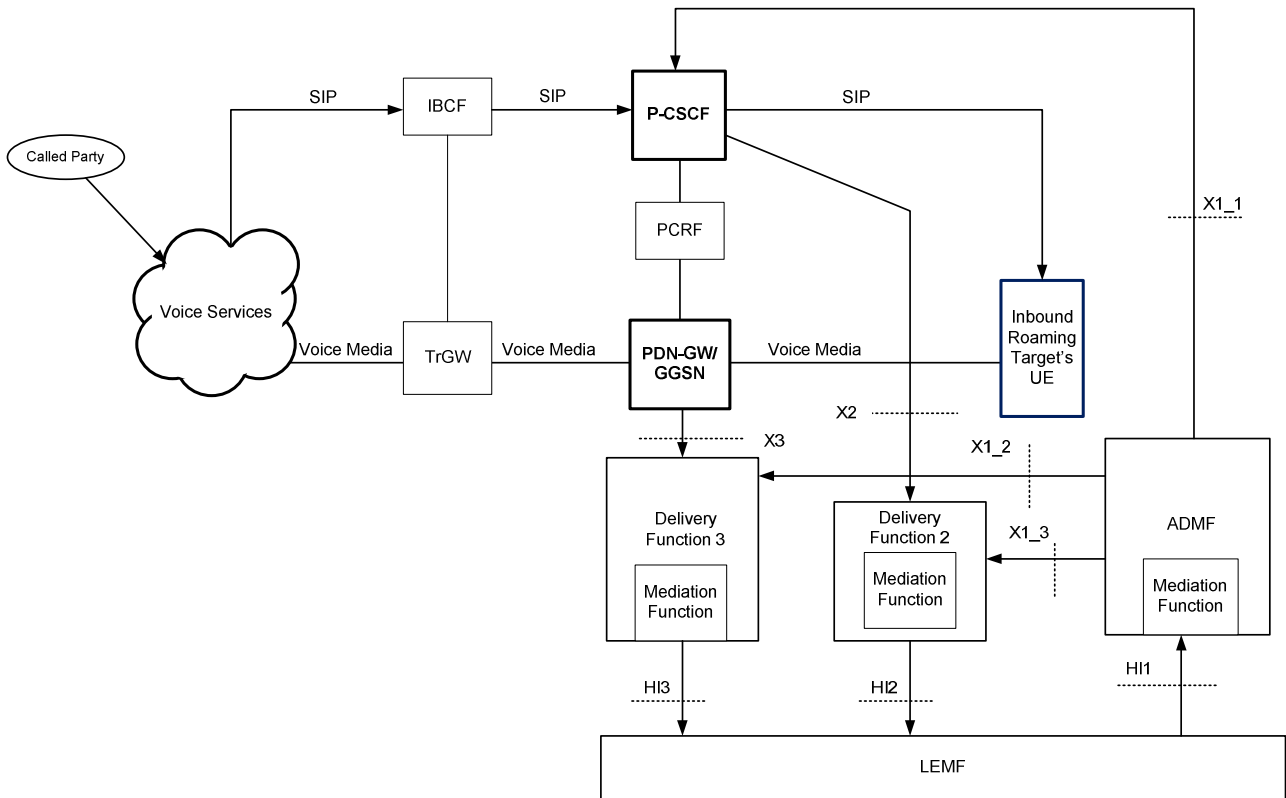 SIP
IBCF
SIP
P-CSCF
SIP
Called Party
X1_1
PCRF
Voice Services
Inbound
Roaming
Target's
UE
Voice Media
TrGW
Voice Media
PDN-GW/
GGSN
Voice Media
X2
X3
X1_2
Delivery
Function 3
Mediation
Function
Delivery
Function 2
Mediation
Function
X1_3
ADMF
Mediation
Function
HI3
HI2
HI1
LEMF